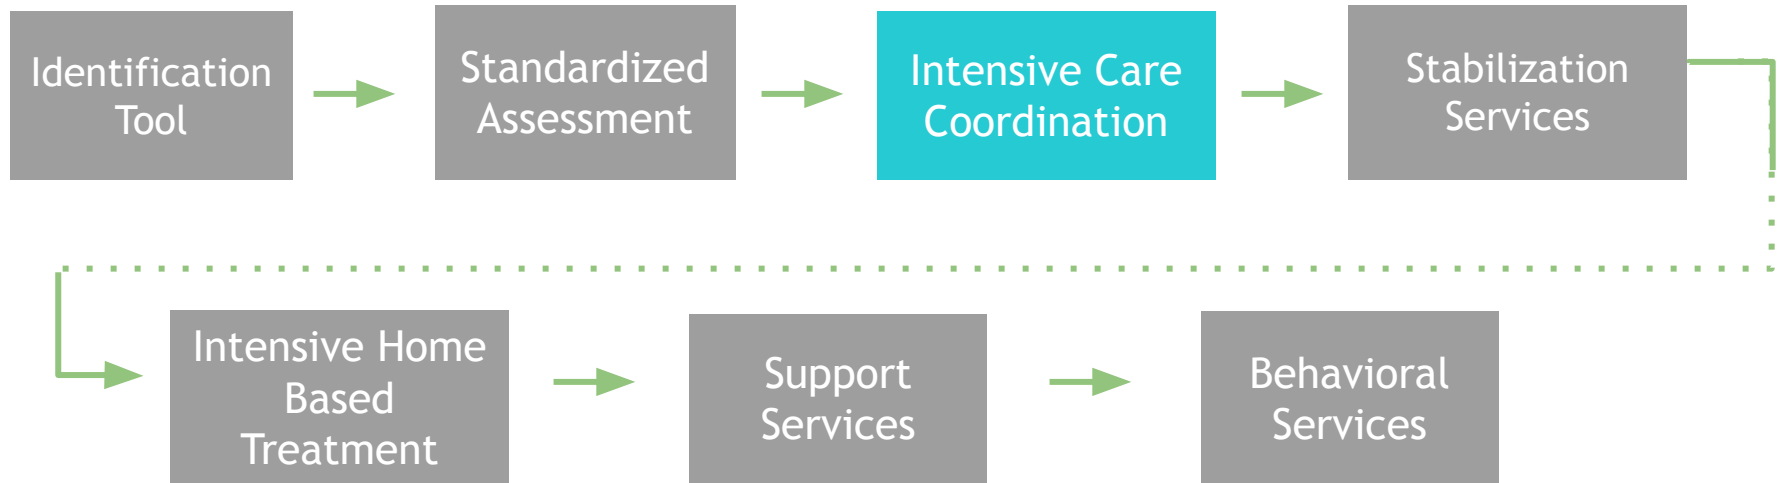 Identification
Tool
Standardized
Assessment
Intensive Care
Coordination
Stabilization
Services
Intensive Home
Based
Treatment
Support
Services
Behavioral
Services